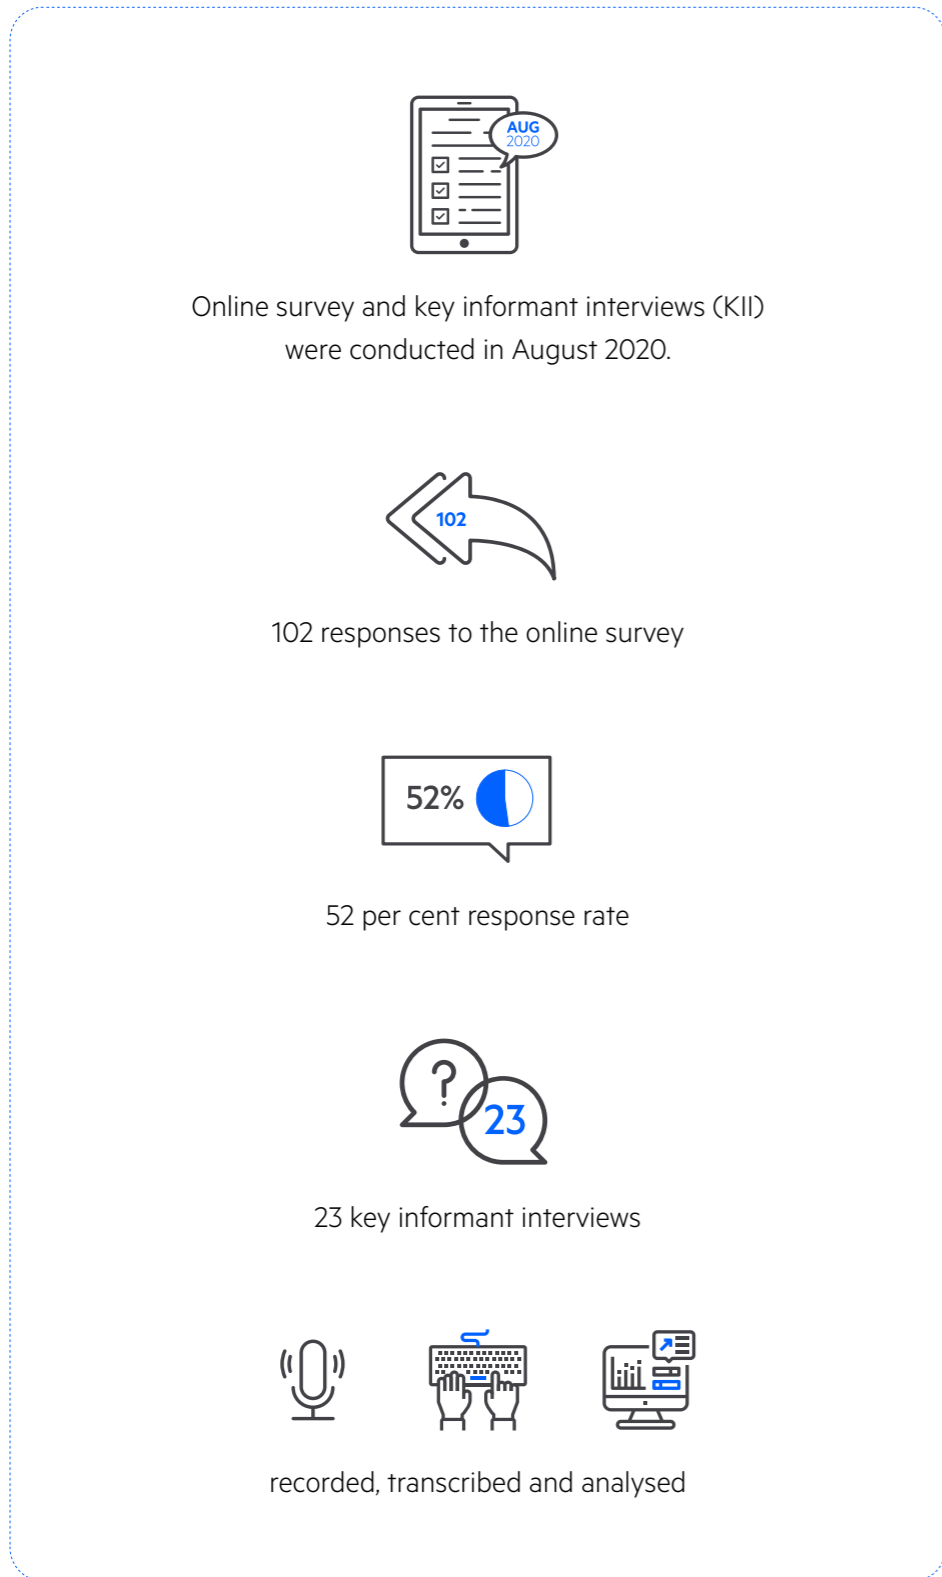 AUG
2020
Online survey and key informant interviews (KII)
were conducted in August 2020.
102
102 responses to the online survey
52%
52 per cent response rate
?
23
23 key informant interviews
recorded, transcribed and analysed